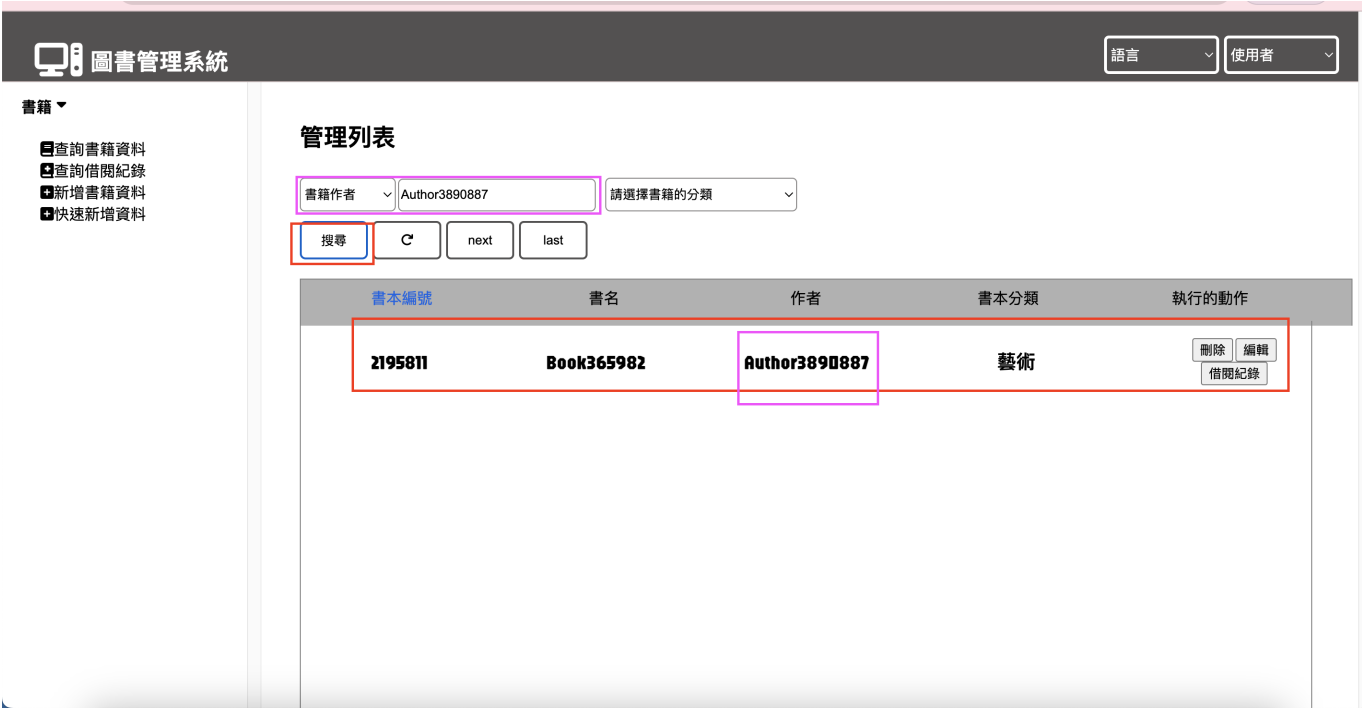 圖書管理系統
語言 使用者
書籍
查詢書籍資料
查詢借閱紀錄
新增書籍資料
快速新增資料
管理列表
書籍作者 Author3890887 請選擇書籍的分類
搜尋 next last
書本編號 書名 作者 書本分類 執行的動作
2195811 Book365982 Author3890887 藝術 刪除 編輯
借閱紀錄